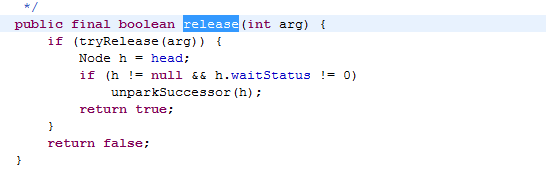 */
public final boolean release(int arg) {
    if (tryRelease(arg)) {
        Node h = head;
        if (h != null && h.waitStatus != 0)
            unparkSuccessor(h);
        return true;
    }
    return false;
}